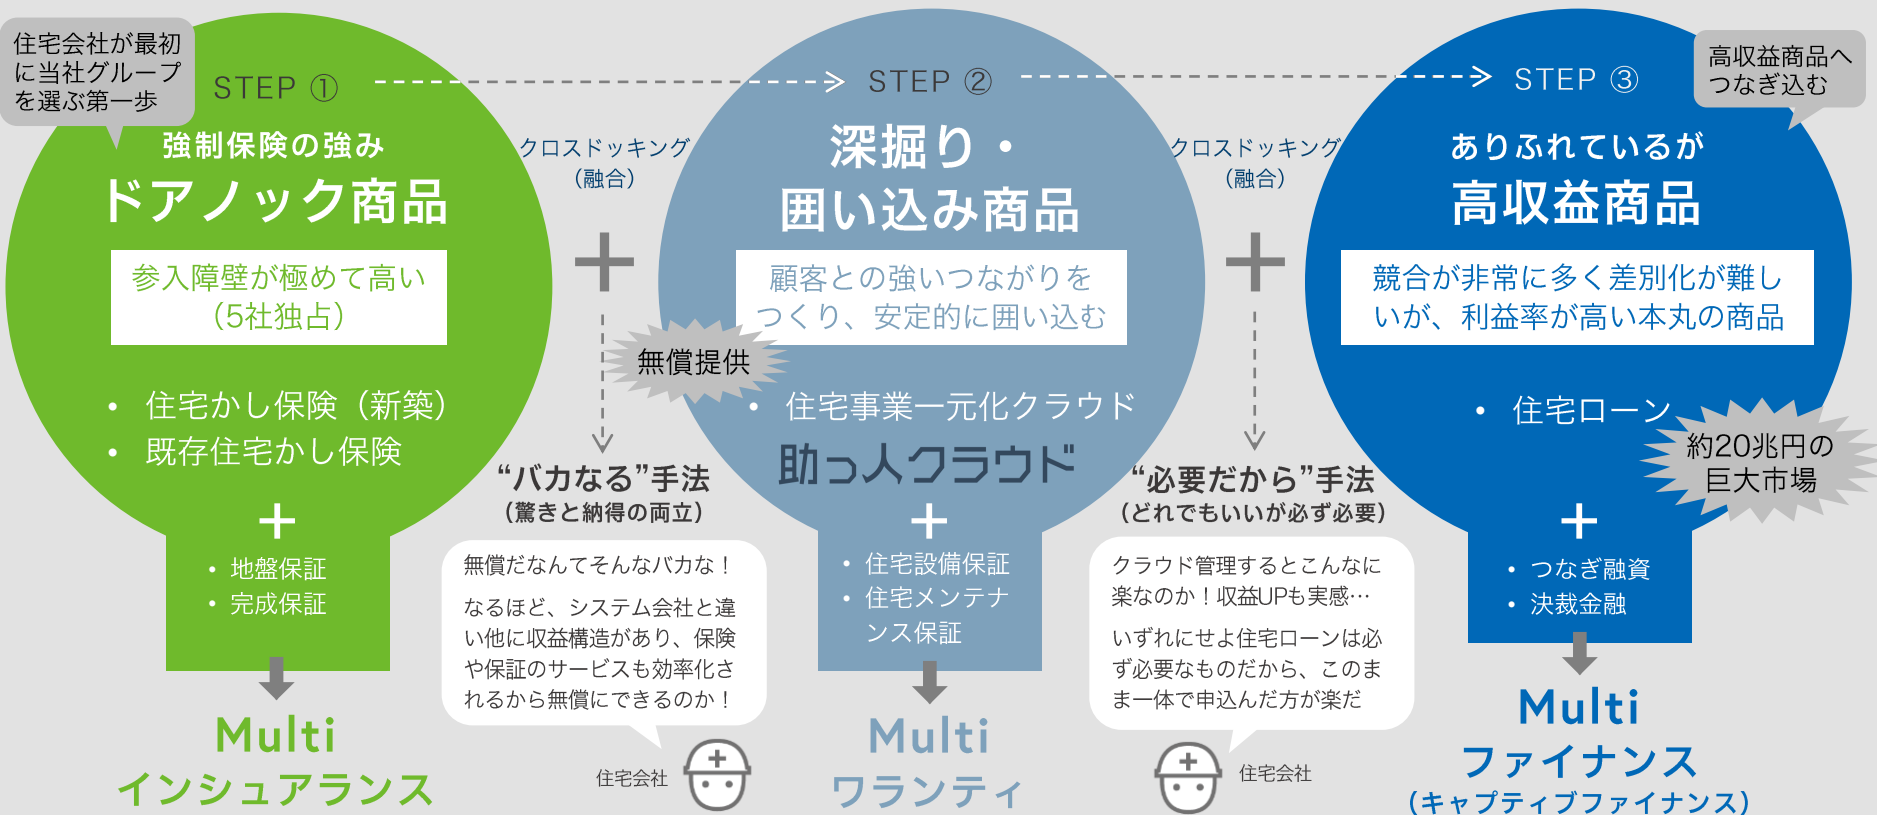 住宅会社が最初
に当社グループ
を選ぶ第一歩
STEP ①
強制保険の強み
ドアノック商品
参入障壁が極めて高い
（5社独占）
• 住宅かし保険（新築）
• 既存住宅かし保険
+
• 地盤保証
• 完成保証
Multi
インシュアランス
クロスドッキング
（融合）
+
“バカなる”手法
（驚きと納得の両立）
無償だなんてそんなバカな！
なるほど、システム会社と違
い他に収益構造があり、保険
や保証のサービスも効率化さ
れるから無償にできるのか！
住宅会社
STEP ②
深掘り・
囲い込み商品
顧客との強いつながりを
つくり、安定的に囲い込む
無償提供
• 住宅事業一元化クラウド
助っ人クラウド
+
• 住宅設備保証
• 住宅メンテナ
ンス保証
Multi
ワランティ
クロスドッキング
（融合）
+
“必要だから”手法
（どれでもいいが必ず必要）
クラウド管理するとこんなに
楽なのか！収益UPも実感…
いずれにせよ住宅ローンは必
ず必要なものだから、このま
ま一体で申込んだ方が楽だ
住宅会社
STEP ③
高収益商品へ
つなぎ込む
ありふれているが
高収益商品
競合が非常に多く差別化が難し
いが、利益率が高い本丸の商品
• 住宅ローン
約20兆円の
巨大市場
+
• つなぎ融資
• 決裁金融
Multi
ファイナンス
（キャプティブファイナンス）